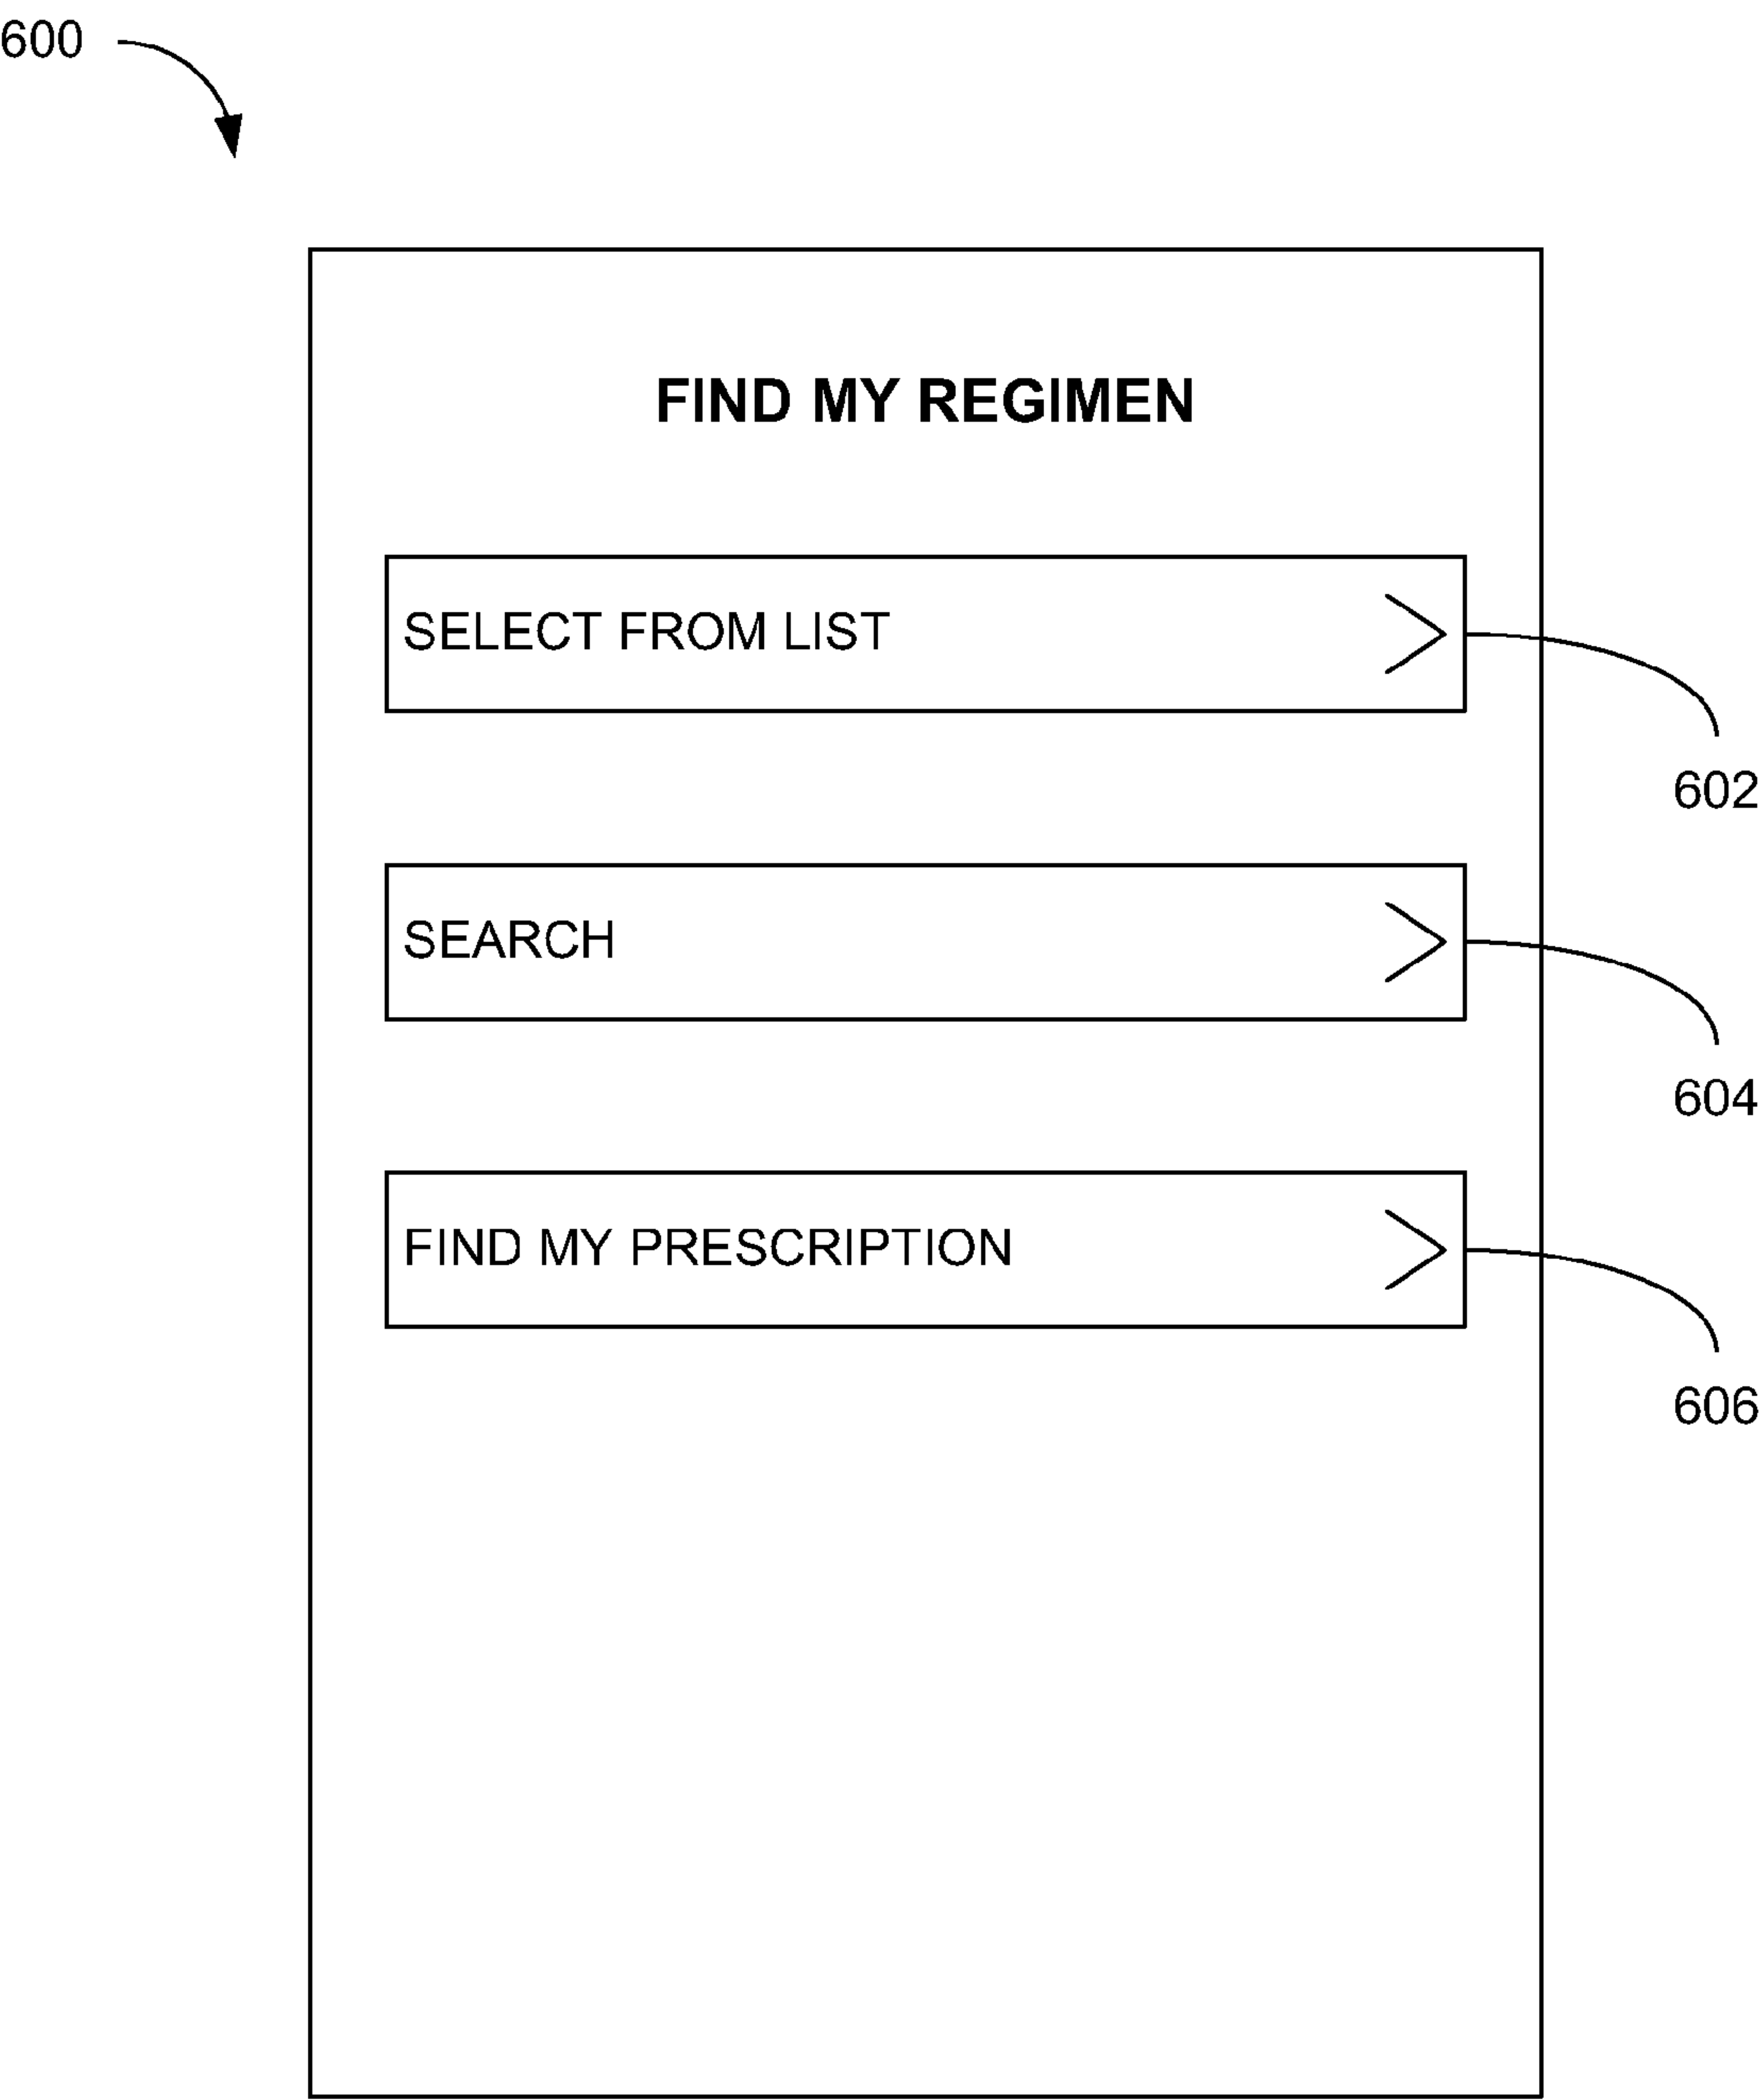 600
FIND MY REGIMEN
SELECT FROM LIST
602
SEARCH
604
FIND MY PRESCRIPTION
606